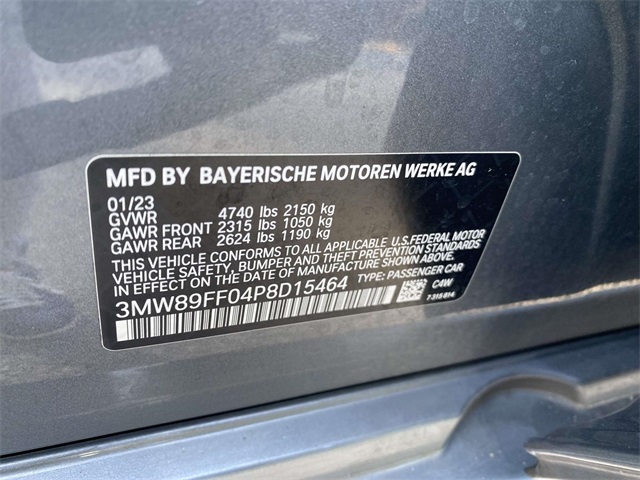 MFD BY BAYERISCHE MOTOREN WERKE AG
01/23
GVWR 4740 lbs 2150 kg
GAWR FRONT 2315 lbs 1050 kg
GAWR REAR 2624 lbs 1190 kg
THIS VEHICLE CONFORMS TO ALL APPLICABLE U.S. FEDERAL MOTOR
VEHICLE SAFETY, BUMPER, AND THEFT PREVENTION STANDARDS
IN EFFECT ON THE DATE OF MANUFACTURE SHOWN ABOVE.
3MW89FF04P8D15464 TYPE: PASSENGER CAR
C4W
7315814